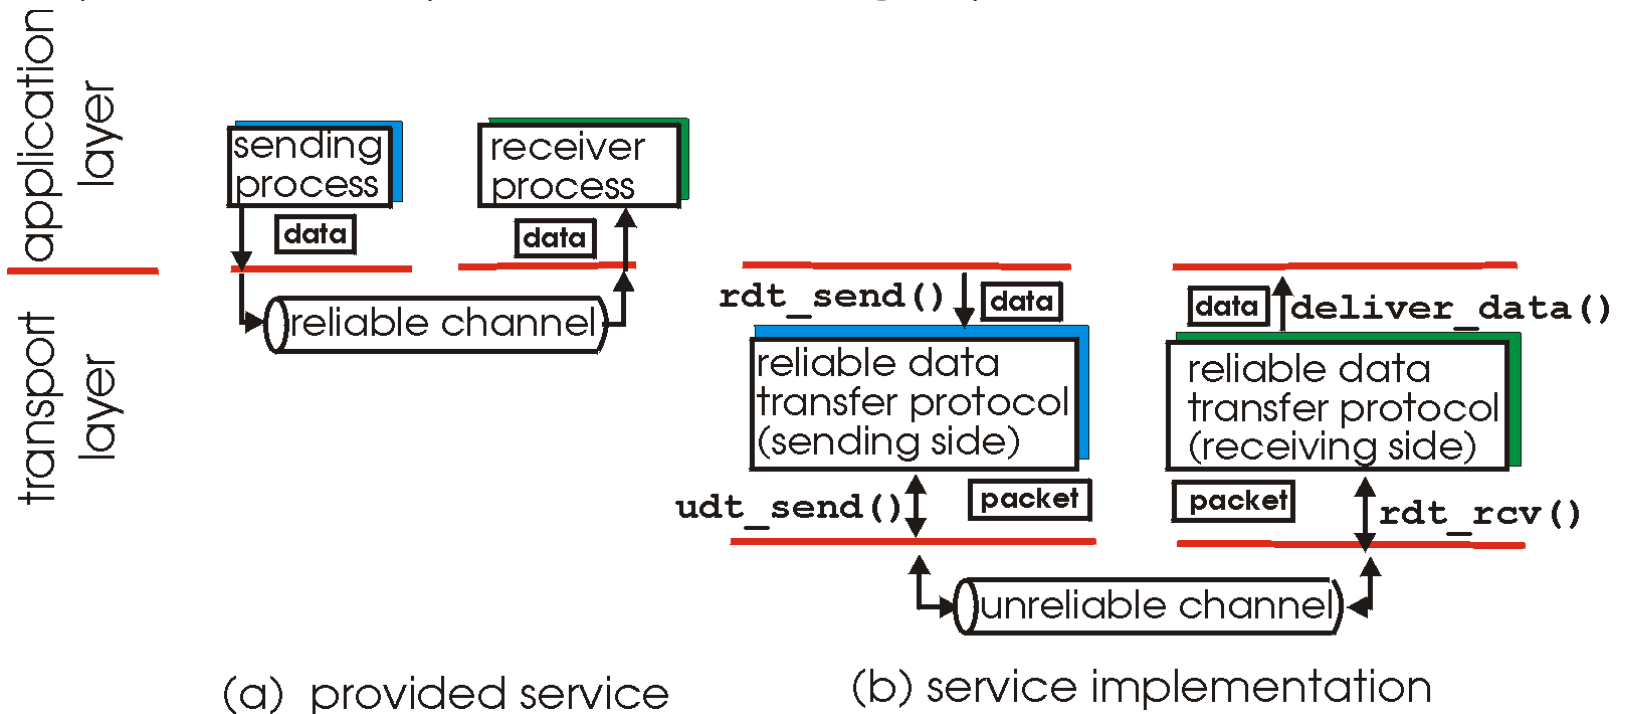 application
layer
transport
layer
sending
process
data
receiver
process
data
reliable channel
(a) provided service
rdt_send()
data
reliable data
transfer protocol
(sending side)
udt_send()
packet
data
deliver_data()
reliable data
transfer protocol
(receiving side)
packet
rdt_rcv()
unreliable channel
(b) service implementation